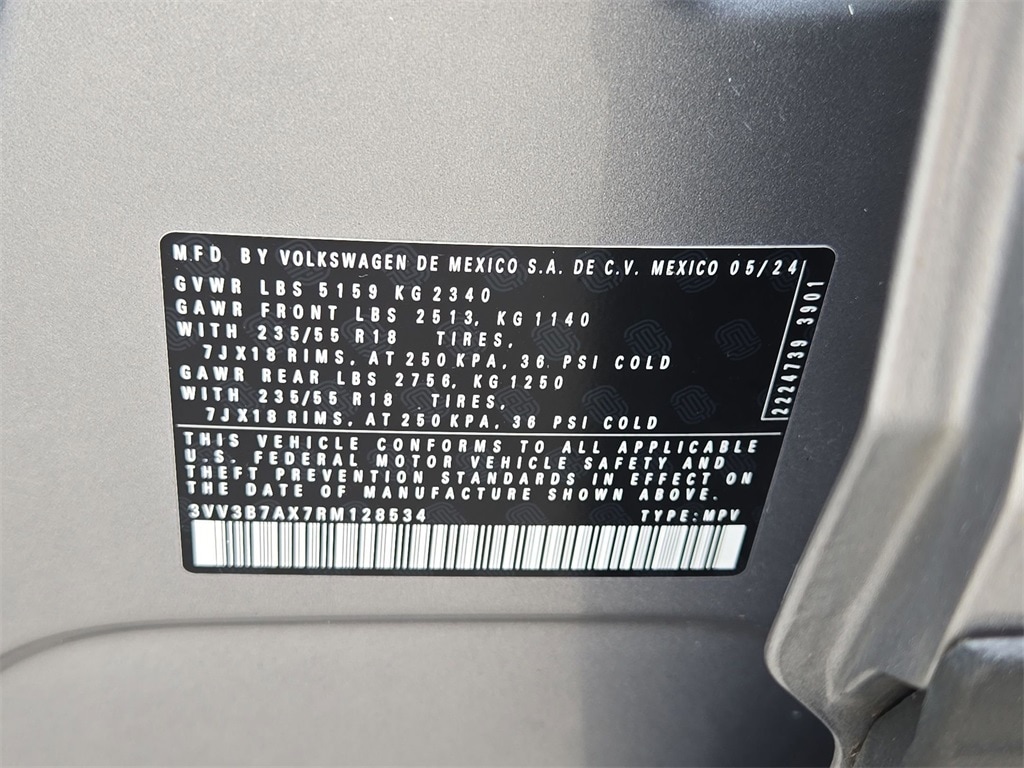 MFD BY VOLKSWAGEN DE MEXICO S.A. DE C.V. MEXICO 05/24
GVWR LBS 5159 KG 2340
GAWR FRONT LBS 2513, KG 1140
WITH 235/55 R18 TIRES,
7JX18 RIMS, AT 250 KPA, 36 PSI COLD
GAWR REAR LBS 2756, KG 1250
WITH 235/55 R18 TIRES,
7JX18 RIMS, AT 250 KPA, 36 PSI COLD
2224739 3901
THIS VEHICLE CONFORMS TO ALL APPLICABLE
U.S. FEDERAL MOTOR VEHICLE SAFETY AND
THEFT PREVENTION STANDARDS IN EFFECT ON
THE DATE OF MANUFACTURE SHOWN ABOVE.
3VV3B7AX7RM128534 TYPE: MPV